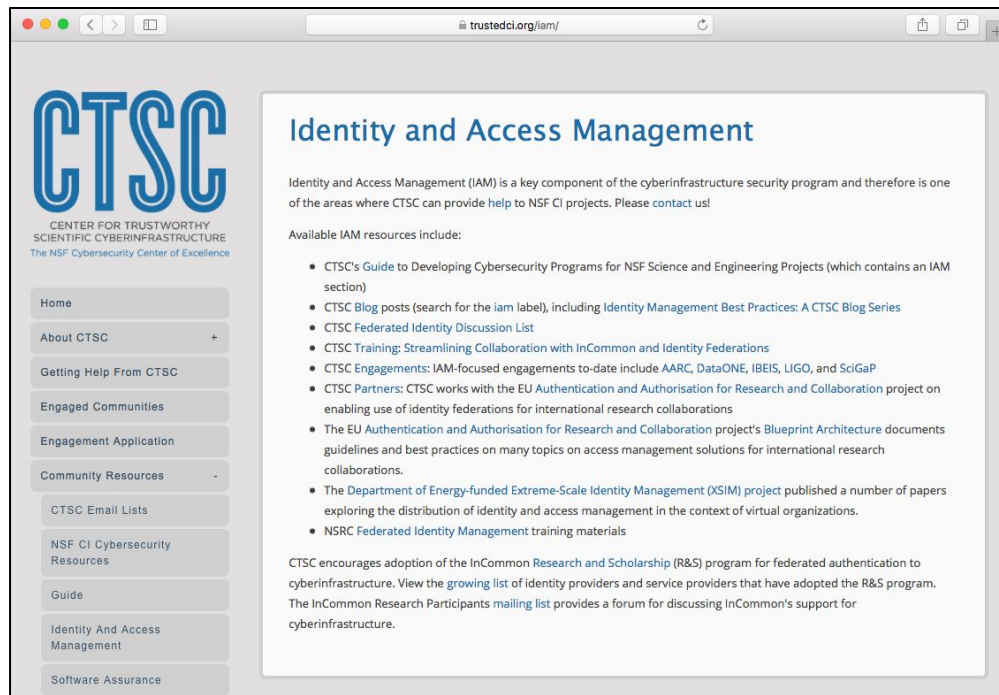 trustedci.org/iam/
CTSC
CENTER FOR TRUSTWORTHY
SCIENTIFIC CYBERINFRASTRUCTURE
The NSF Cybersecurity Center of Excellence
Home
About CTSC +
Getting Help From CTSC
Engaged Communities
Engagement Application
Community Resources -
CTSC Email Lists
NSF CI Cybersecurity
Resources
Guide
Identity And Access
Management
Software Assurance
Identity and Access Management
Identity and Access Management (IAM) is a key component of the cyberinfrastructure security program and therefore is one
of the areas where CTSC can provide help to NSF CI projects. Please contact us!
Available IAM resources include:
• CTSC's Guide to Developing Cybersecurity Programs for NSF Science and Engineering Projects (which contains an IAM
section)
• CTSC Blog posts (search for the iam label), including Identity Management Best Practices: A CTSC Blog Series
• CTSC Federated Identity Discussion List
• CTSC Training: Streamlining Collaboration with InCommon and Identity Federations
• CTSC Engagements: IAM-focused engagements to-date include AARC, DataONE, IBEIS, LIGO, and SciGaP
• CTSC Partners: CTSC works with the EU Authentication and Authorisation for Research and Collaboration project on
enabling use of identity federations for international research collaborations
• The EU Authentication and Authorisation for Research and Collaboration project's Blueprint Architecture documents
guidelines and best practices on many topics on access management solutions for international research
collaborations.
• The Department of Energy-funded Extreme-Scale Identity Management (XSIM) project published a number of papers
exploring the distribution of identity and access management in the context of virtual organizations.
• NSRC Federated Identity Management training materials
CTSC encourages adoption of the InCommon Research and Scholarship (R&S) program for federated authentication to
cyberinfrastructure. View the growing list of identity providers and service providers that have adopted the R&S program.
The InCommon Research Participants mailing list provides a forum for discussing InCommon's support for
cyberinfrastructure.